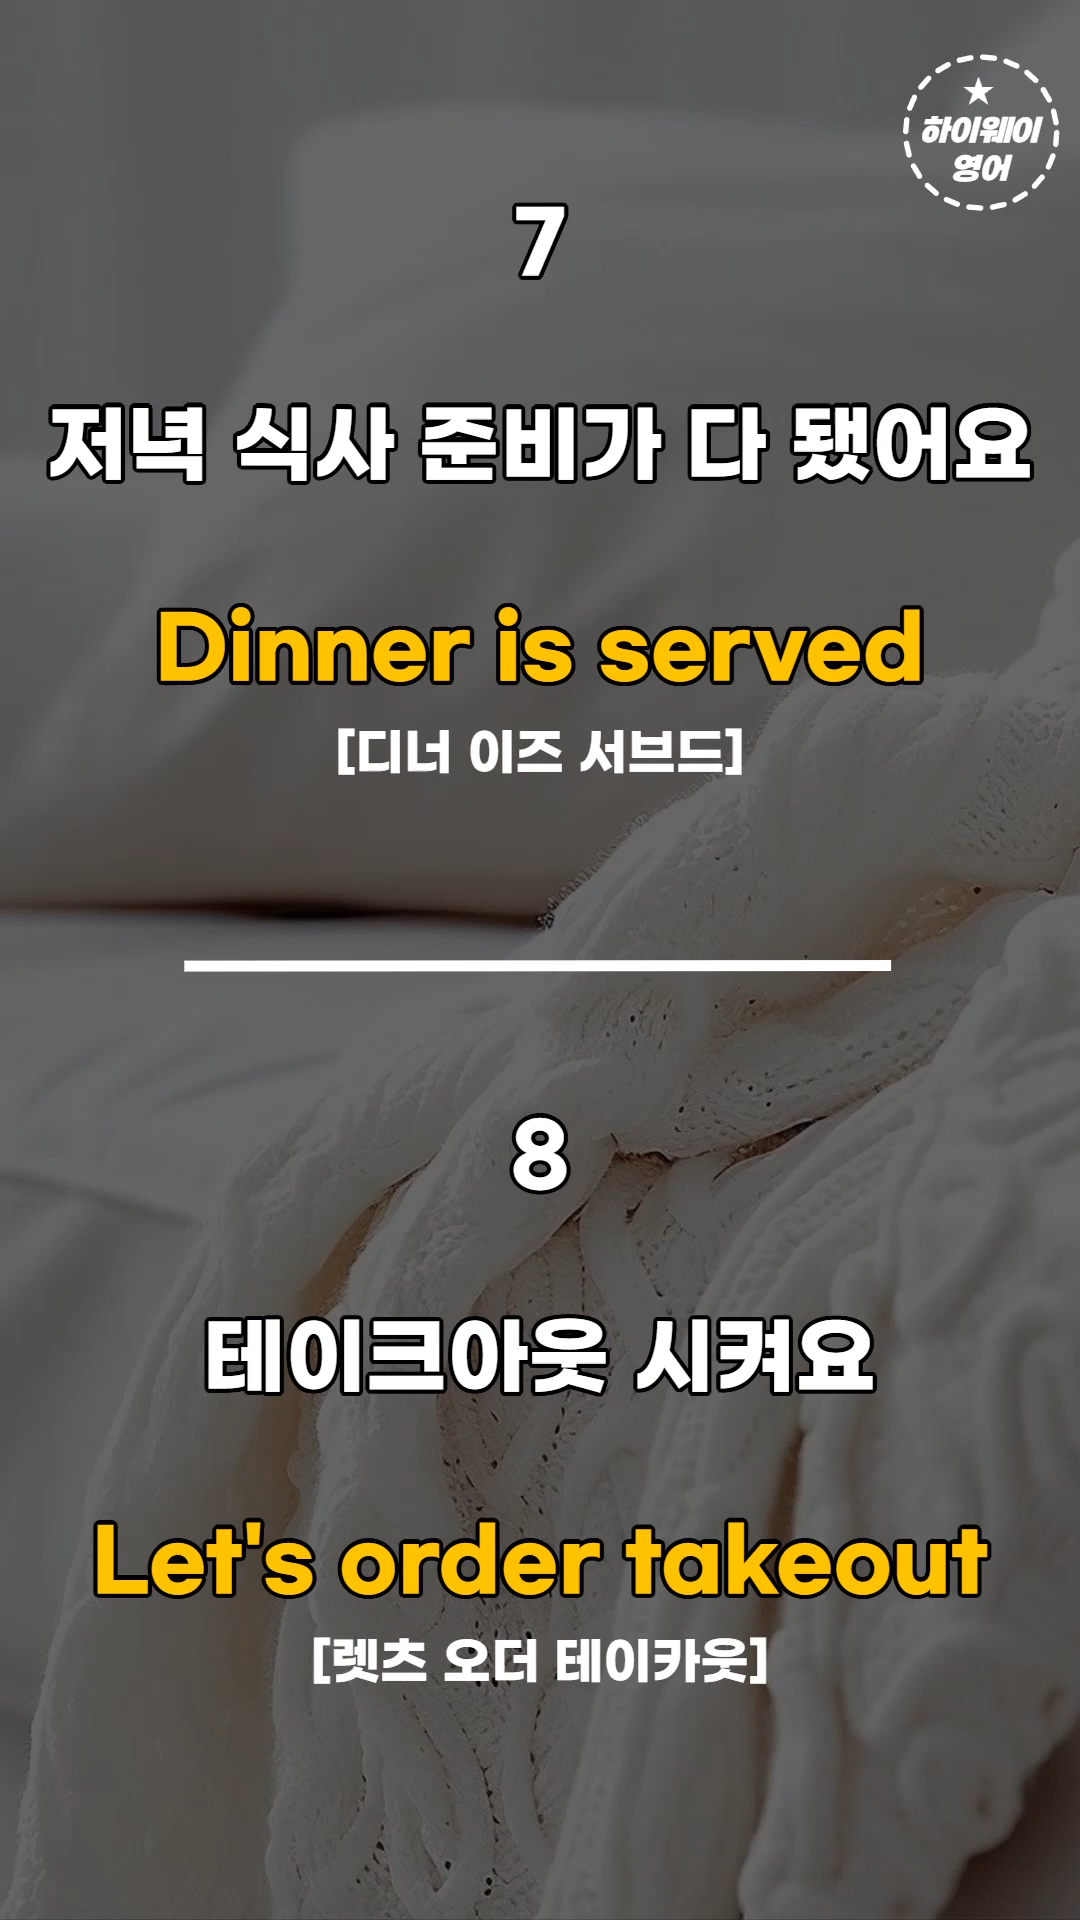 하이웨이
영어
7
저녁 식사 준비가 다 됐어요
Dinner is served
[디너 이즈 서브드]
8
테이크아웃 시켜요
Let's order takeout
[렛츠 오더 테이카웃]